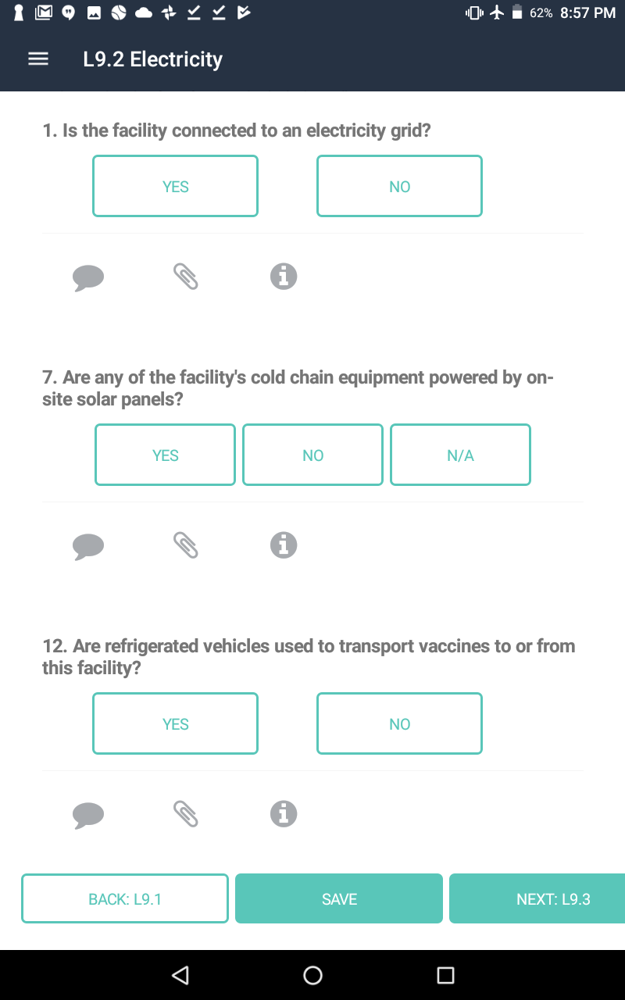 62% 8:57 PM
L9.2 Electricity
1. Is the facility connected to an electricity grid?
YES NO
7. Are any of the facility's cold chain equipment powered by on-
site solar panels?
YES NO N/A
12. Are refrigerated vehicles used to transport vaccines to or from
this facility?
YES NO
BACK: L9.1 SAVE NEXT: L9.3